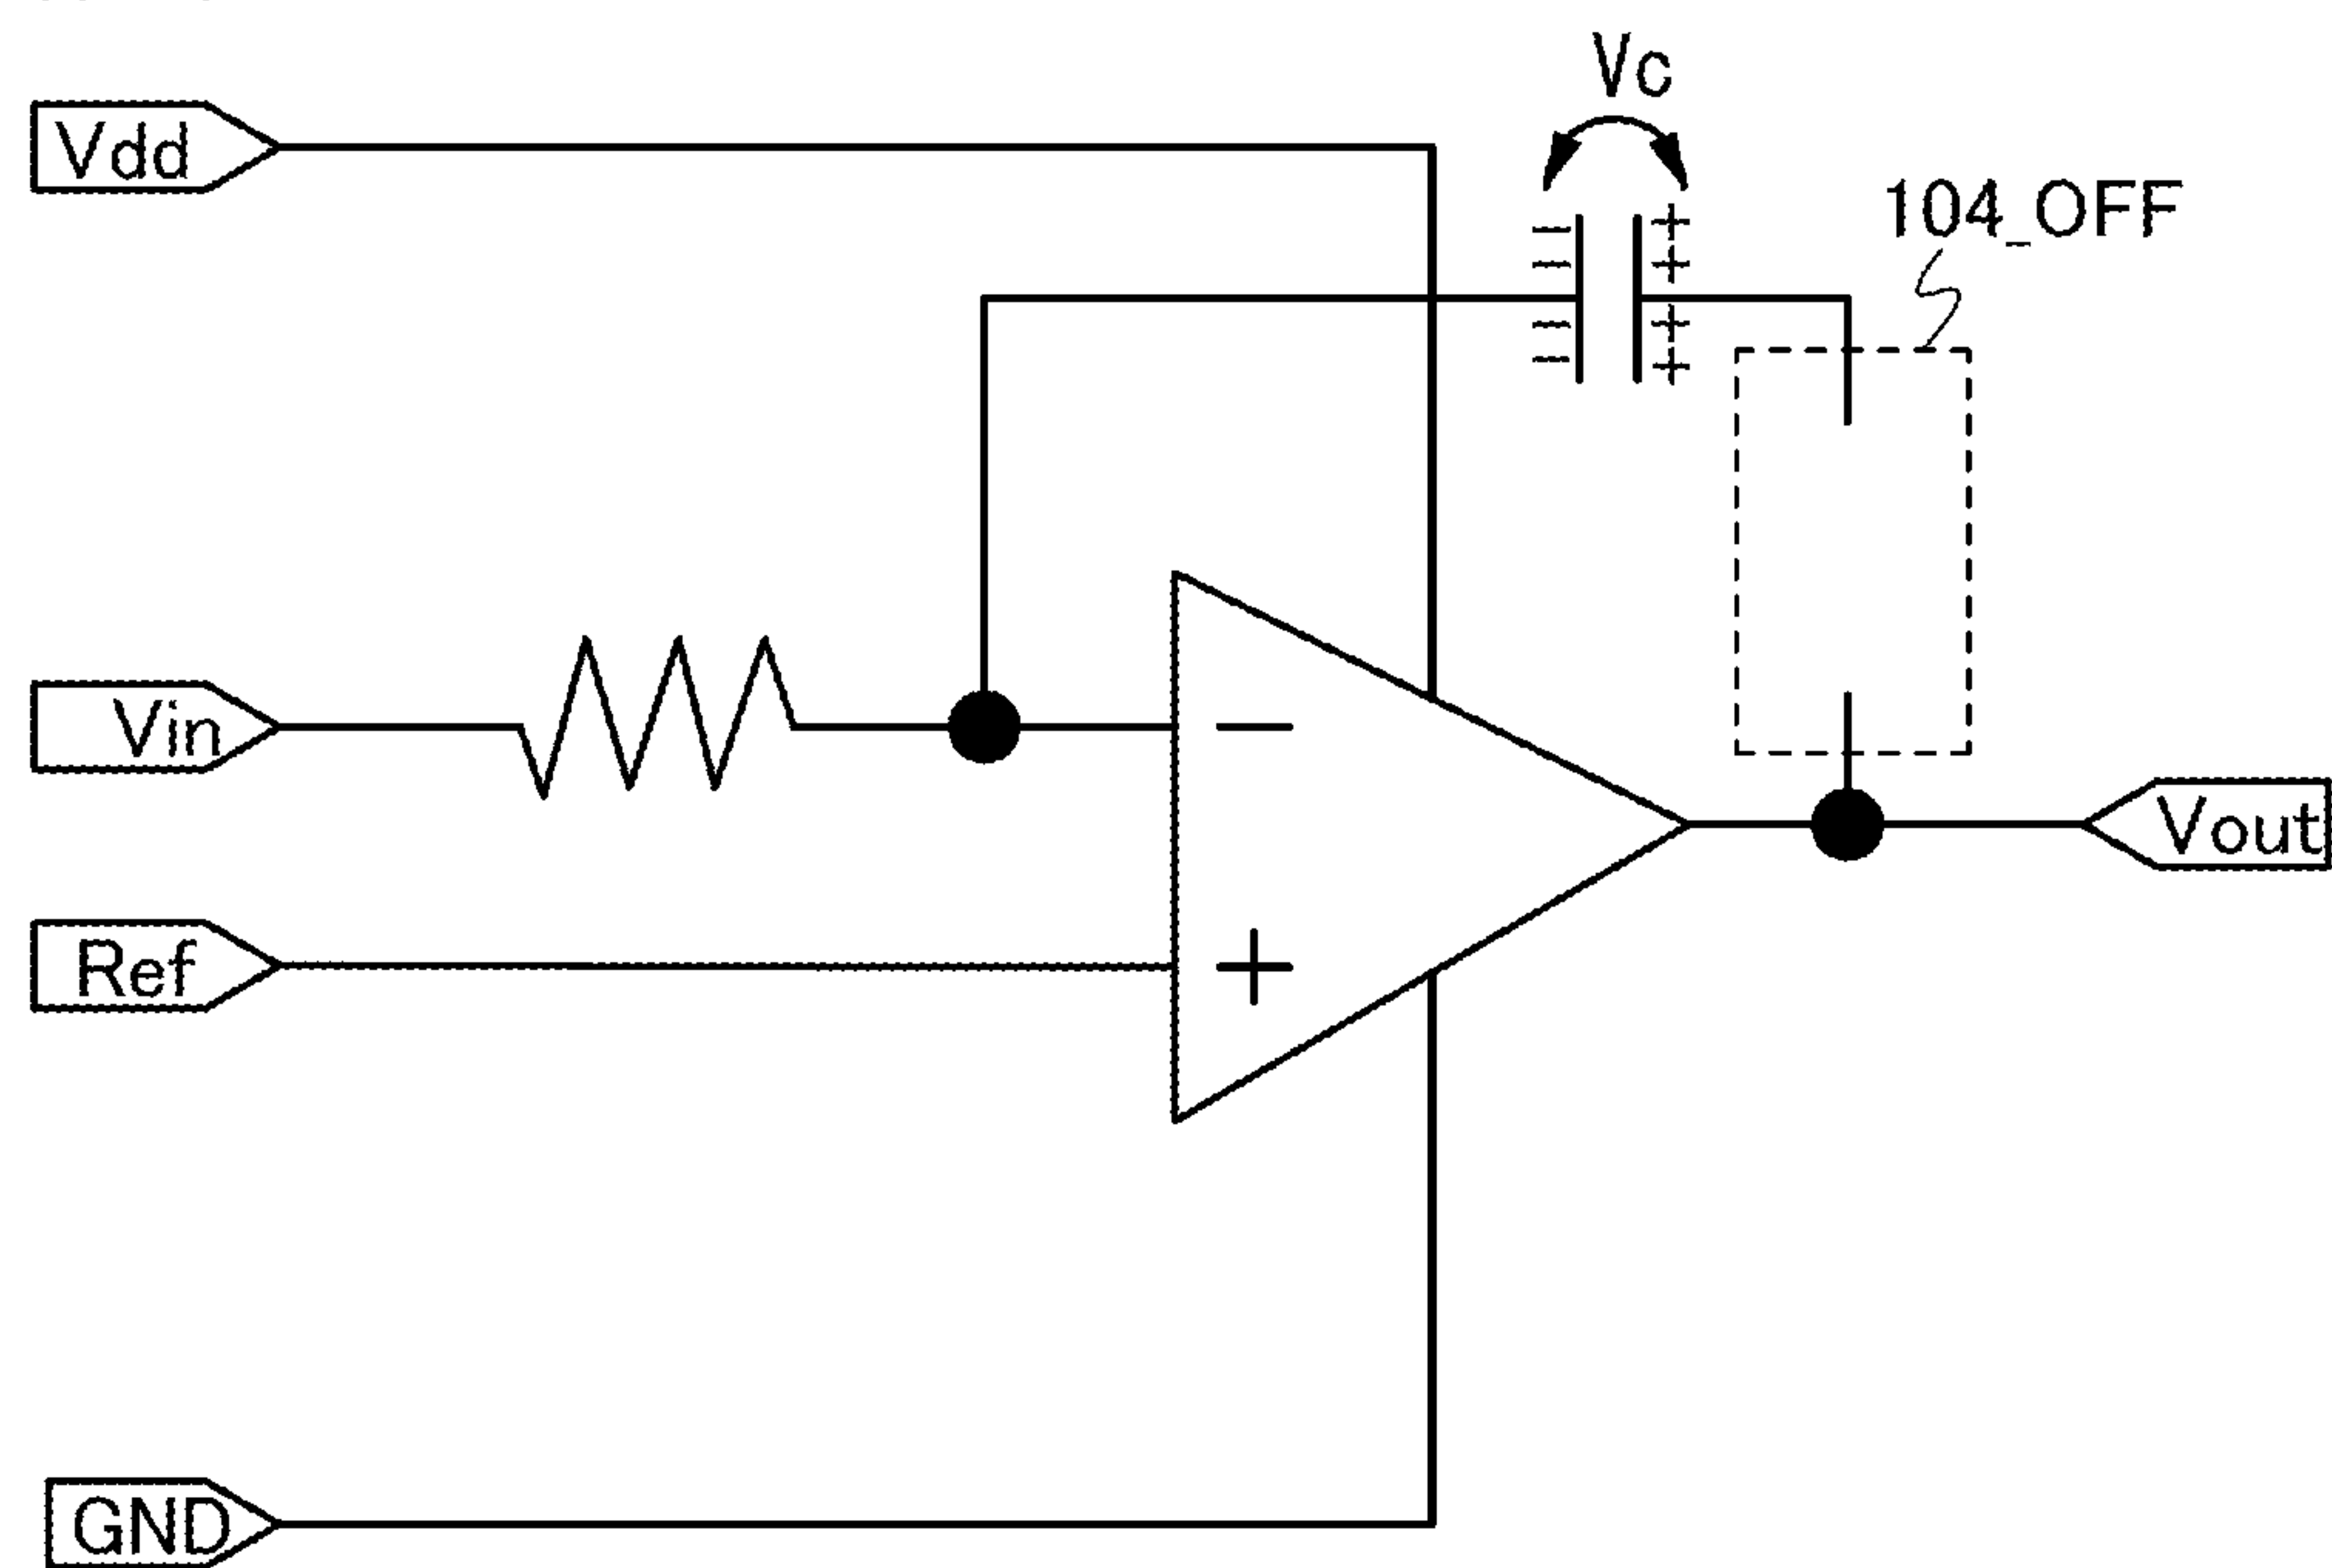 Vc
Vdd
104_OFF
Vin
−
Vout
Ref
+
GND